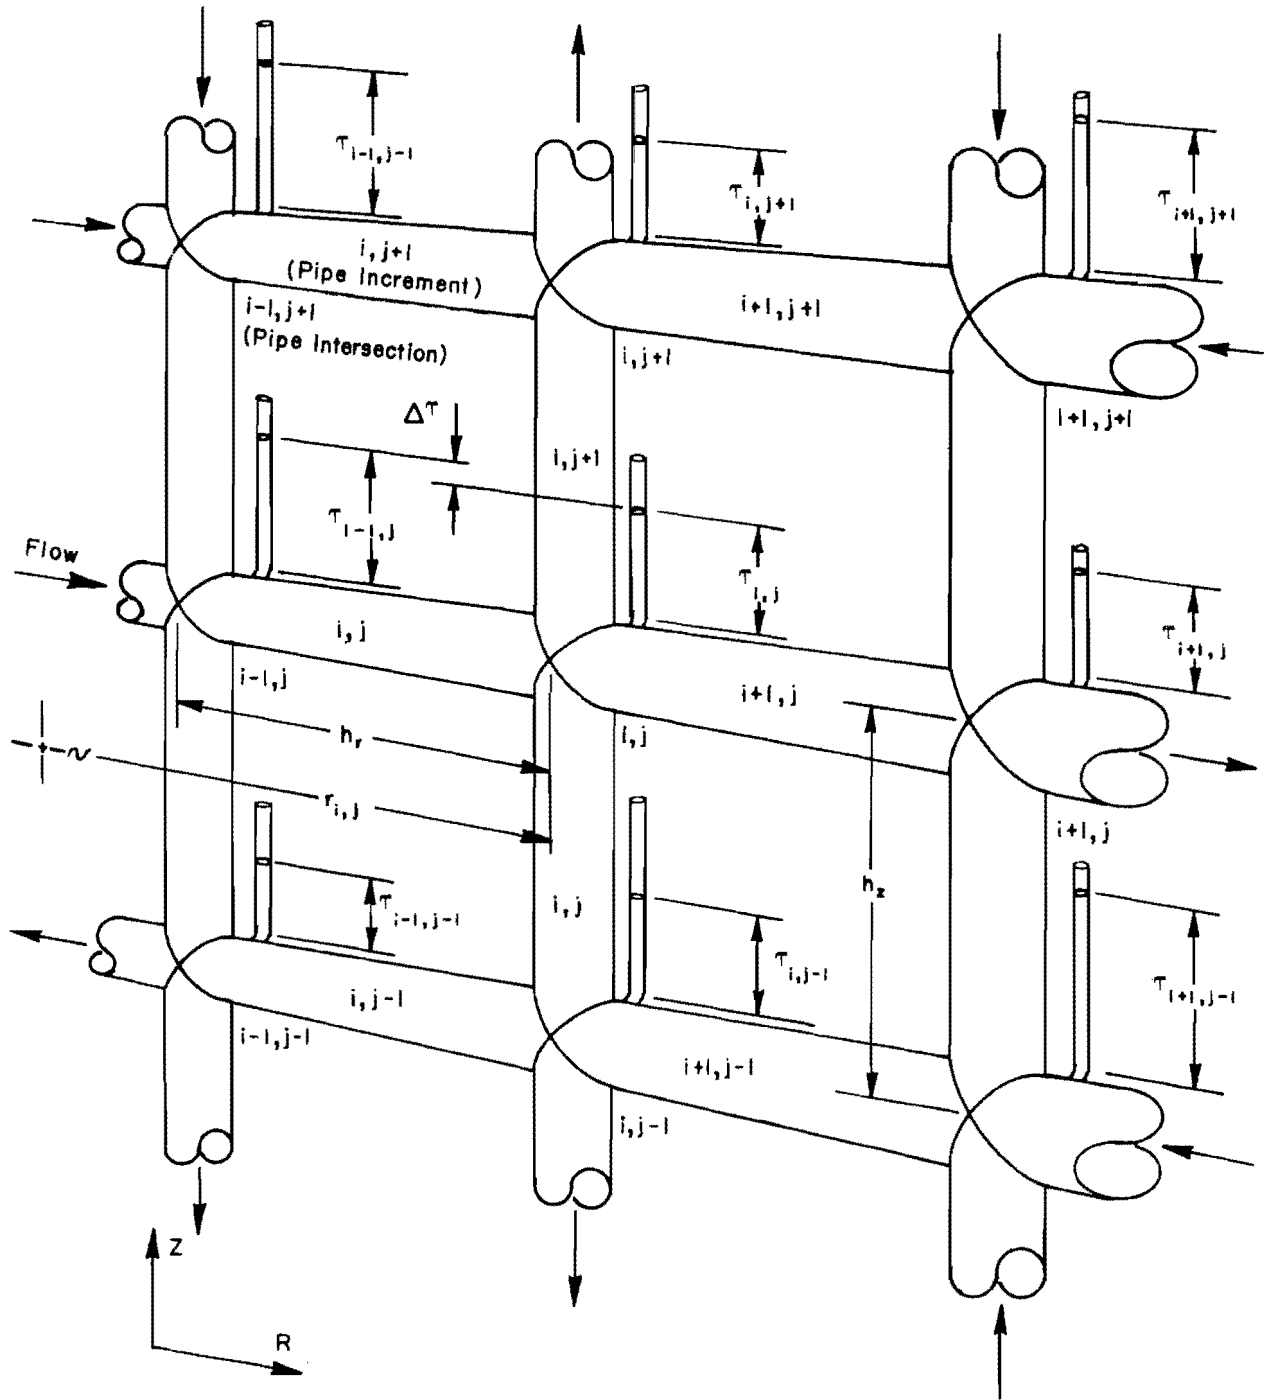 τi-1,j-1
τi,j+1
τi+1,j+1
i,j+1
(Pipe Increment)
i-1,j+1
(Pipe Intersection)
i+1,j+1
i,j+1
i+1,j+1
Δτ
i,j+1
τi-1,j
Flow
τi,j
τi+1,j
i,j
i-1,j
i+1,j
i,j
hr
ri,j
i+1,j
hz
i,j
τi-1,j-1
τi,j-1
τi+1,j-1
i,j-1
i-1,j-1
i+1,j-1
i,j-1
Z
R